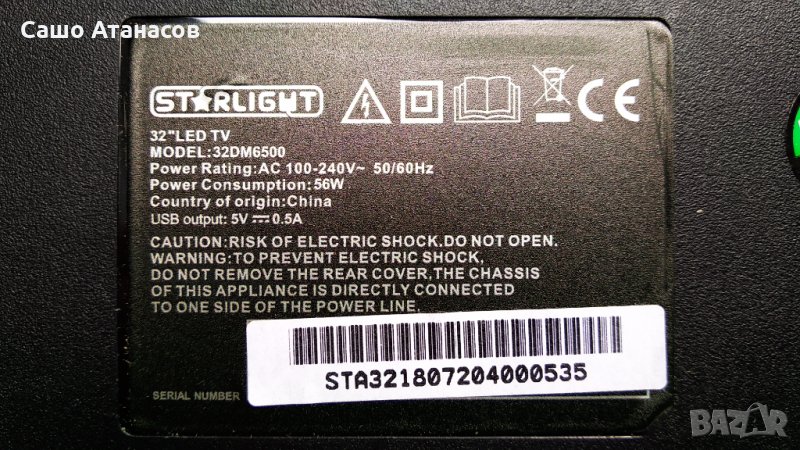 Сашо Атанасов
STARLIGHT
CE
32"LED TV
MODEL:32DM6500
Power Rating:AC 100-240V~ 50/60Hz
Power Consumption:56W
Country of origin:China
USB output: 5V⎓0.5A
CAUTION:RISK OF ELECTRIC SHOCK.DO NOT OPEN.
WARNING:TO PREVENT ELECTRIC SHOCK,
DO NOT REMOVE THE REAR COVER,THE CHASSIS
OF THIS APPLIANCE IS DIRECTLY CONNECTED
TO ONE SIDE OF THE POWER LINE.
STA321807204000535
SERIAL NUMBER
BAZAR